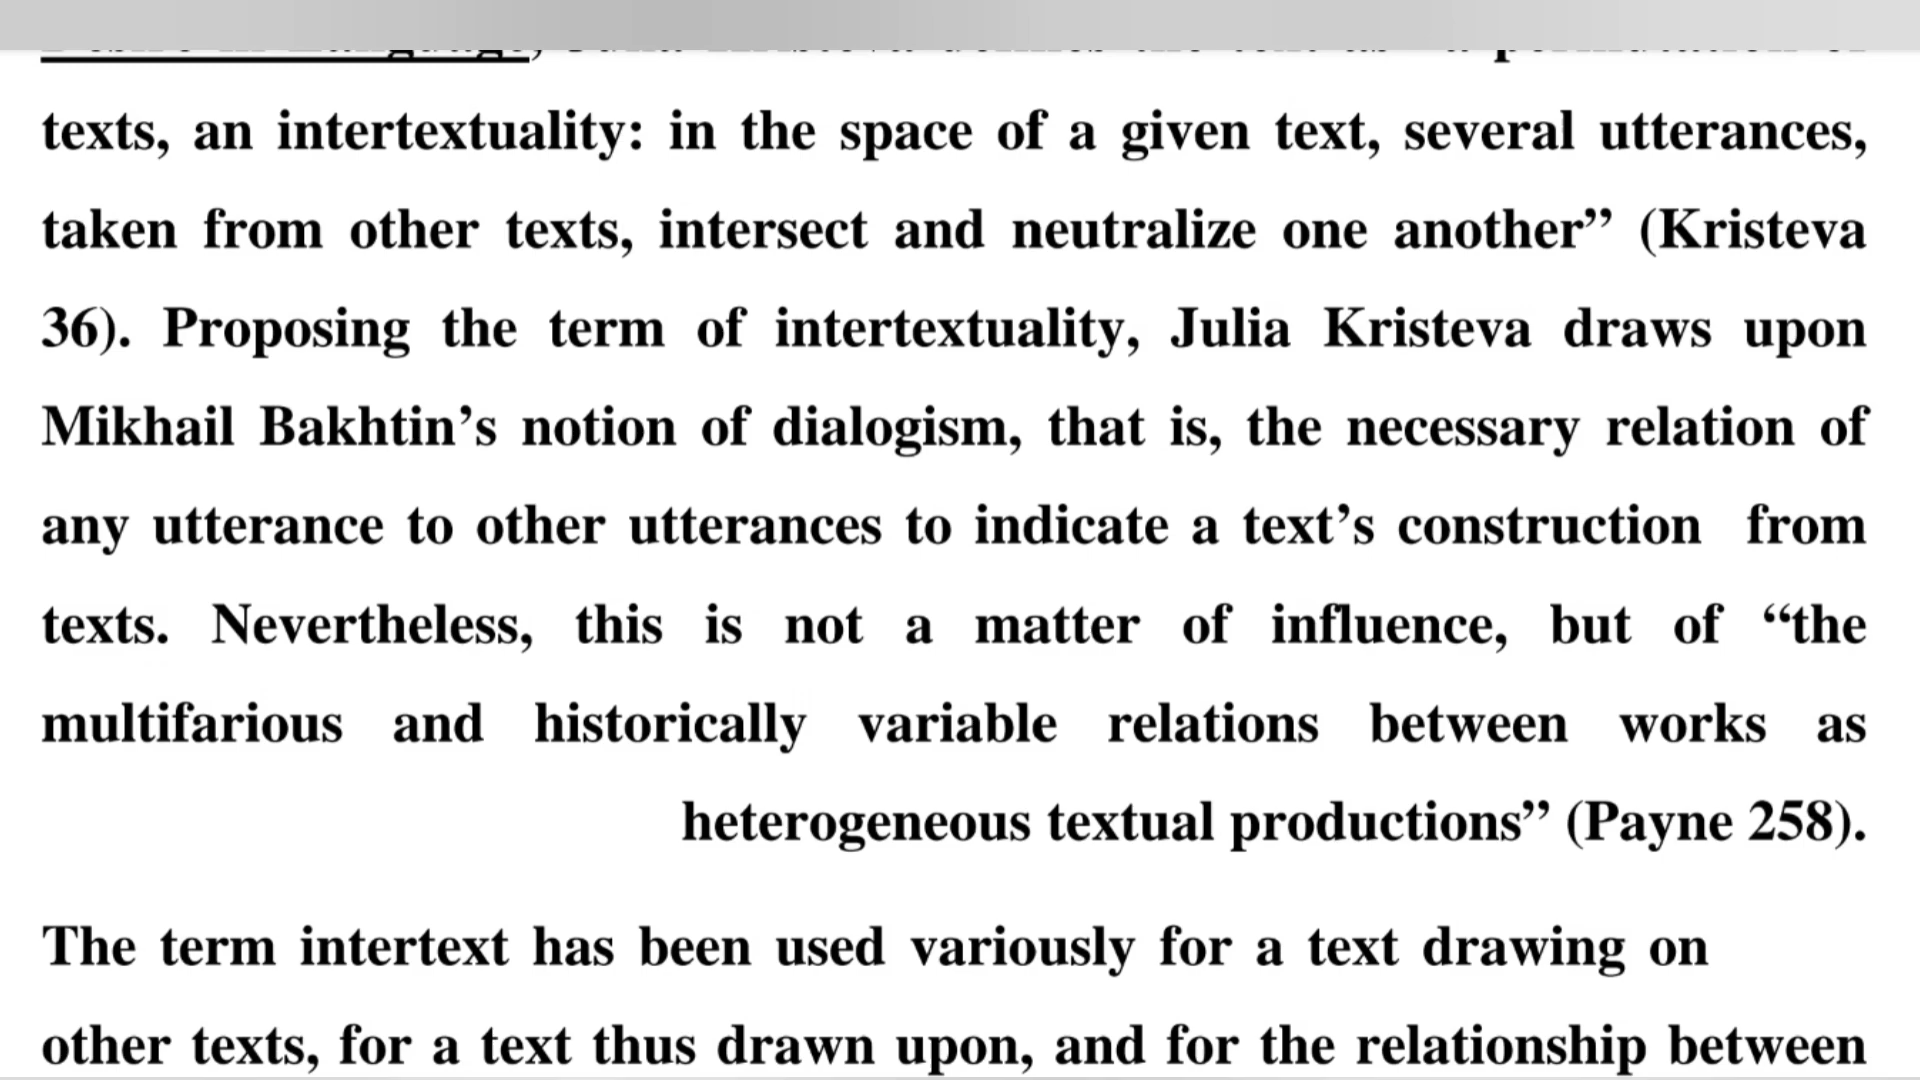 texts, an intertextuality: in the space of a given text, several utterances,
taken from other texts, intersect and neutralize one another” (Kristeva
36). Proposing the term of intertextuality, Julia Kristeva draws upon
Mikhail Bakhtin’s notion of dialogism, that is, the necessary relation of
any utterance to other utterances to indicate a text’s construction from
texts. Nevertheless, this is not a matter of influence, but of “the
multifarious and historically variable relations between works as
heterogeneous textual productions” (Payne 258).
The term intertext has been used variously for a text drawing on
other texts, for a text thus drawn upon, and for the relationship between